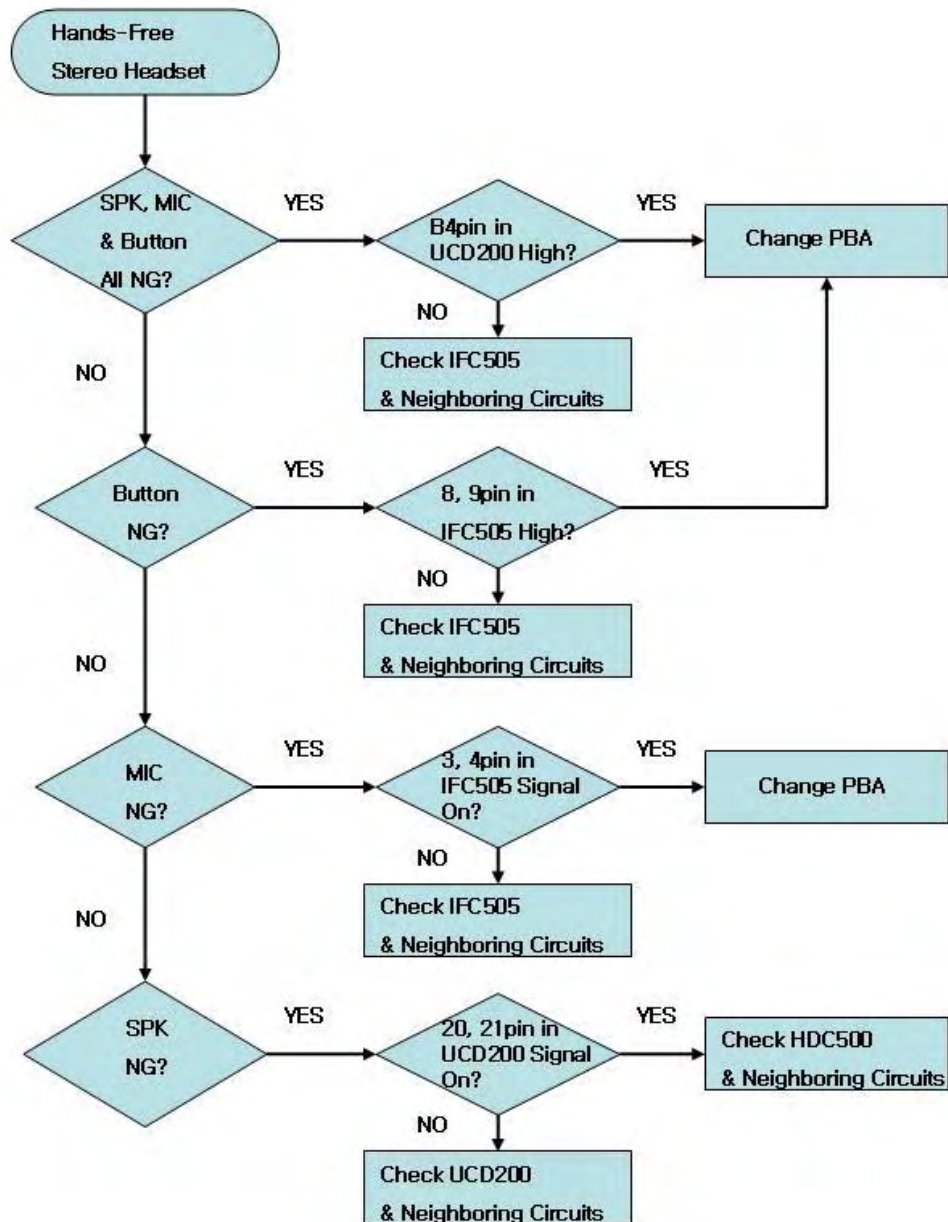 Hands-Free
Stereo Headset
SPK, MIC
& Button
All NG?
YES
B4pin in
UCD200 High?
YES
Change PBA
NO
Check IFC505
& Neighboring Circuits
NO
Button
NG?
YES
8, 9pin in
IFC505 High?
YES
NO
Check IFC505
& Neighboring Circuits
NO
MIC
NG?
YES
3, 4pin in
IFC505 Signal
On?
YES
Change PBA
NO
Check IFC505
& Neighboring Circuits
NO
SPK
NG?
YES
20, 21pin in
UCD200 Signal
On?
YES
Check HDC500
& Neighboring Circuits
NO
Check UCD200
& Neighboring Circuits